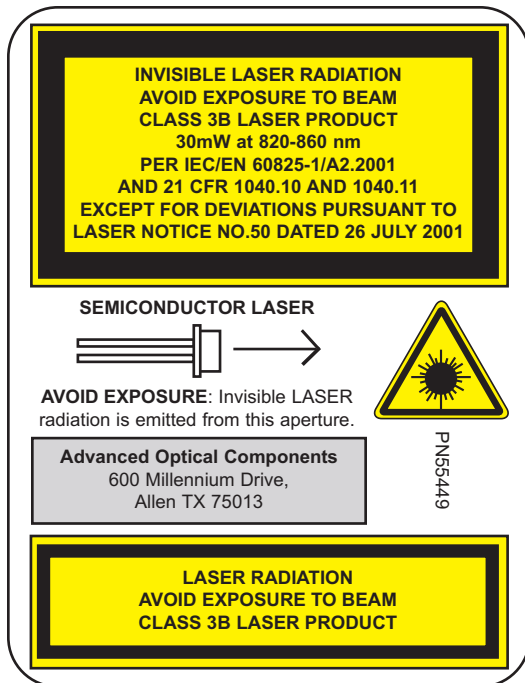 INVISIBLE LASER RADIATION
AVOID EXPOSURE TO BEAM
CLASS 3B LASER PRODUCT
30mW at 820-860 nm
PER IEC/EN 60825-1/A2.2001
AND 21 CFR 1040.10 AND 1040.11
EXCEPT FOR DEVIATIONS PURSUANT TO
LASER NOTICE NO.50 DATED 26 JULY 2001
SEMICONDUCTOR LASER
AVOID EXPOSURE: Invisible LASER
radiation is emitted from this aperture.
PN55449
Advanced Optical Components
600 Millennium Drive,
Allen TX 75013
LASER RADIATION
AVOID EXPOSURE TO BEAM
CLASS 3B LASER PRODUCT